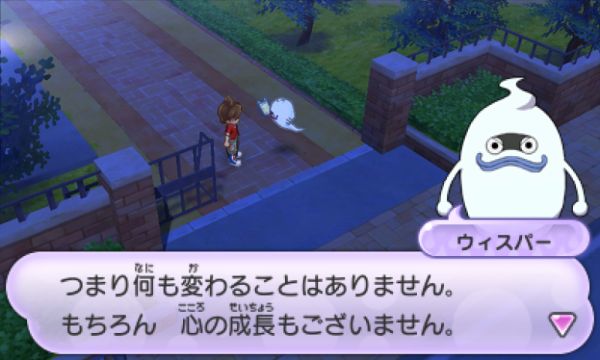 ウィスパー
つまり何も変わることはありません。
もちろん　心の成長もございません。